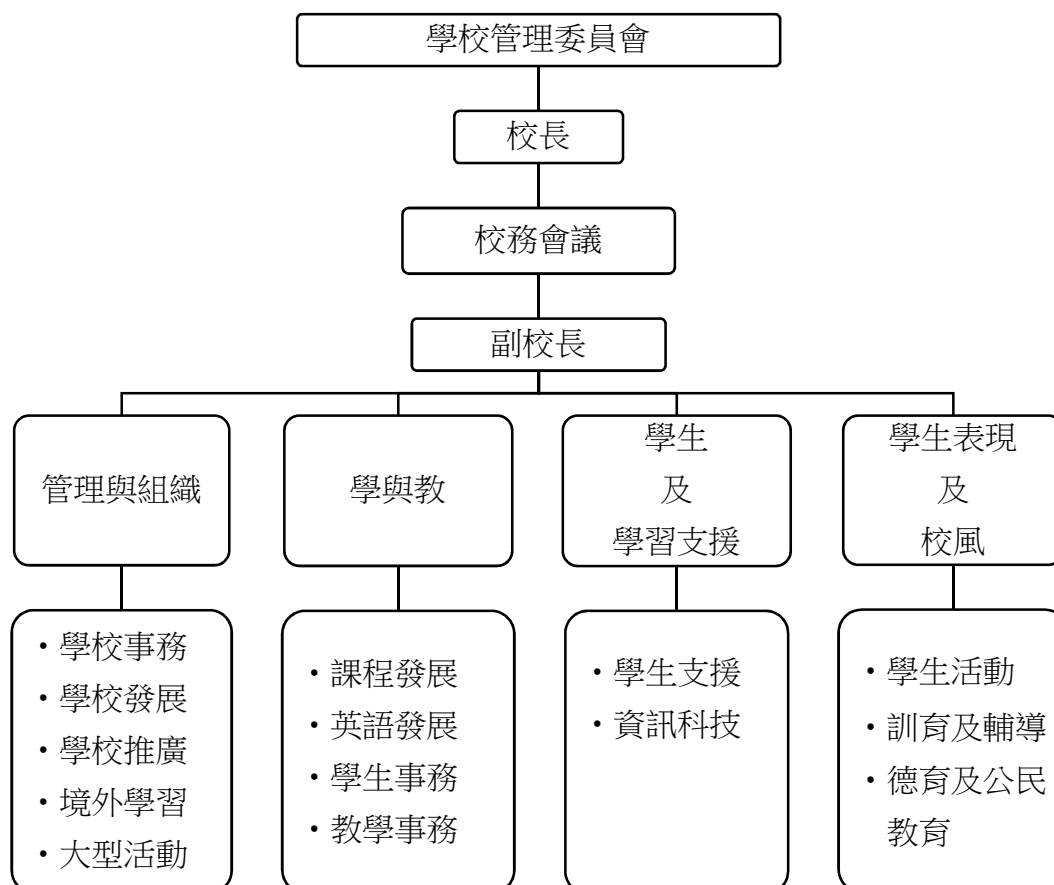 學校管理委員會
校長
校務會議
副校長
管理與組織
學與教
學生
及
學習支援
學生表現
及
校風
・學校事務
・學校發展
・學校推廣
・境外學習
・大型活動
・課程發展
・英語發展
・學生事務
・教學事務
・學生支援
・資訊科技
・學生活動
・訓育及輔導
・德育及公民
教育